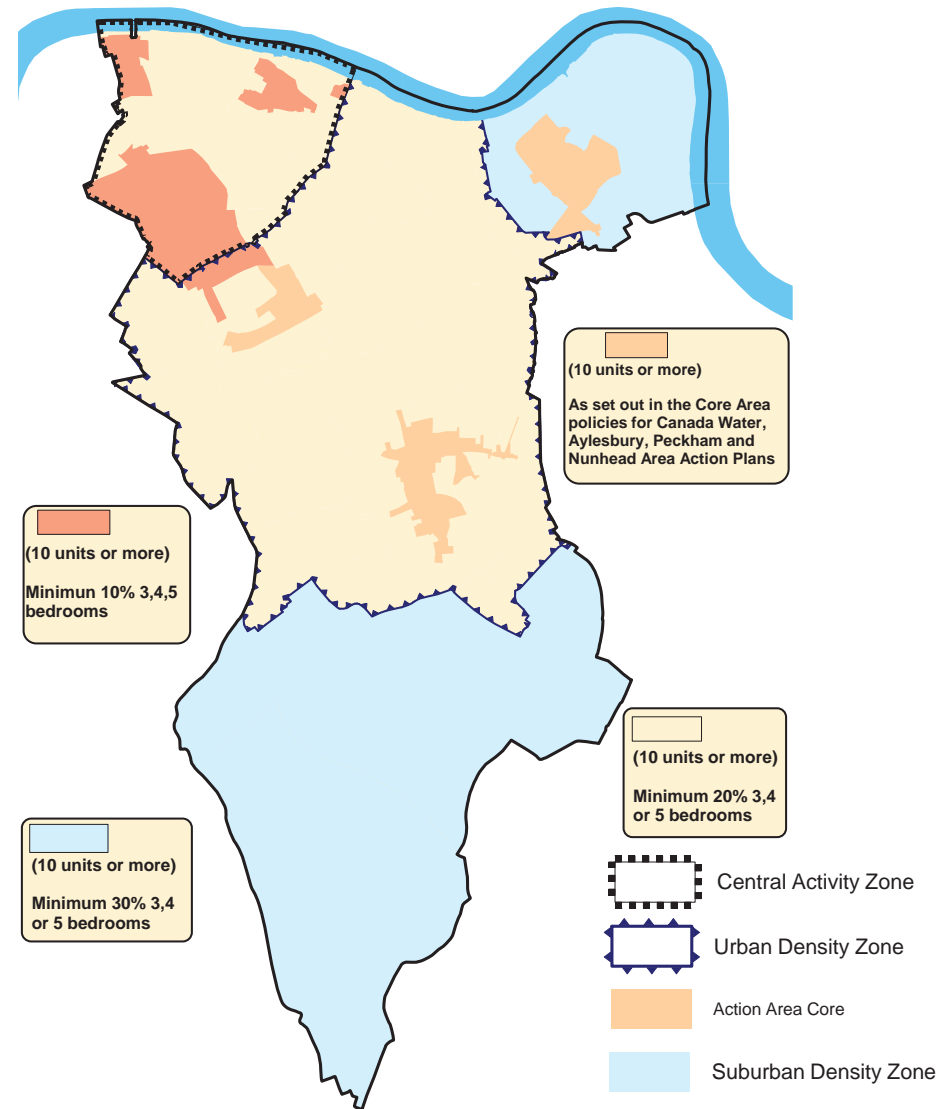 (10 units or more)
As set out in the Core Area
policies for Canada Water,
Aylesbury, Peckham and
Nunhead Area Action Plans
(10 units or more)
Minimun 10% 3,4,5
bedrooms
(10 units or more)
Minimum 20% 3,4
or 5 bedrooms
(10 units or more)
Minimum 30% 3,4
or 5 bedrooms
Central Activity Zone
Urban Density Zone
Action Area Core
Suburban Density Zone